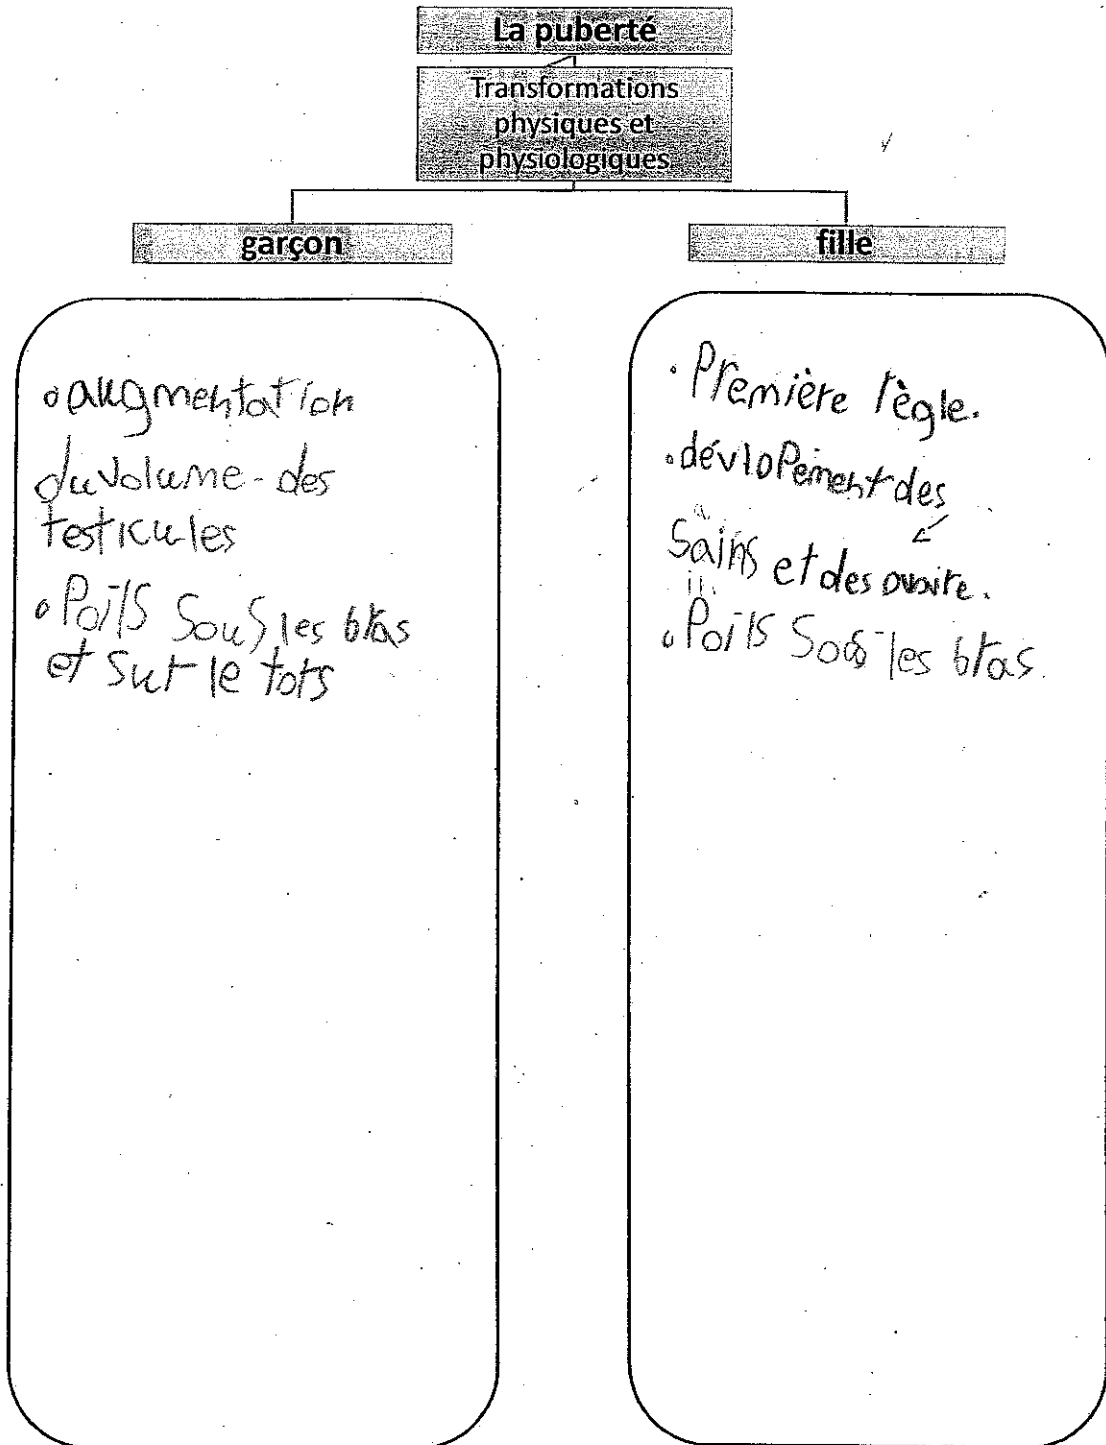 La puberté
Transformations
physiques et
physiologiques
garçon
fille
augmentation
du volume des
testicules
Poils sous les bras
et sur le tors
Première règle.
dévlopement des
Sains et des ovaire.
Poils Sous les bras.